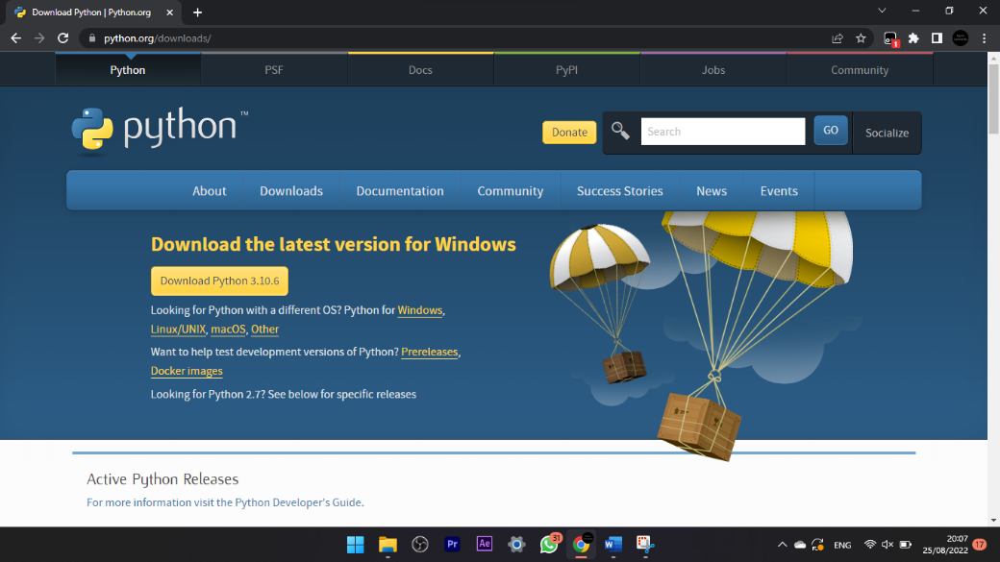 Download Python | Python.org
python.org/downloads/
1
Python PSF Docs PyPI Jobs Community
python™
Donate Search GO Socialize
About Downloads Documentation Community Success Stories News Events
Download the latest version for Windows
Download Python 3.10.6
Looking for Python with a different OS? Python for Windows,
Linux/UNIX, macOS, Other
Want to help test development versions of Python? Prereleases,
Docker images
Looking for Python 2.7? See below for specific releases
Active Python Releases
For more information visit the Python Developer's Guide.
Pr Ae 31 W ENG 20:07
25/08/2022 17